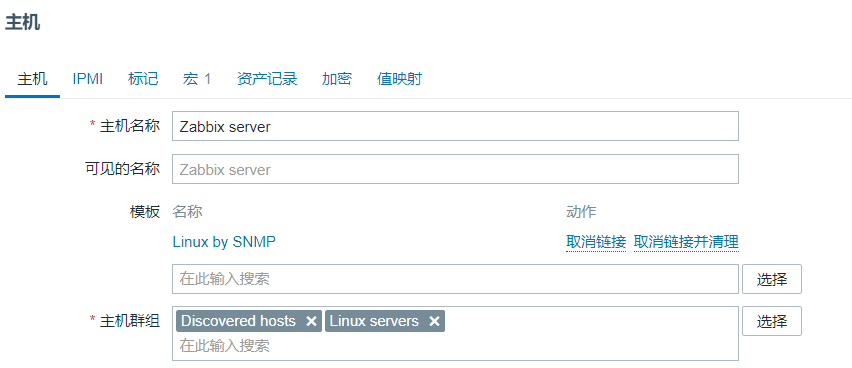 主机
主机 IPMI 标记 宏 1 资产记录 加密 值映射
* 主机名称 Zabbix server
可见的名称 Zabbix server
模板 名称 动作
Linux by SNMP 取消链接 取消链接并清理
在此输入搜索 选择
* 主机群组 Discovered hosts ✕ Linux servers ✕ 选择
在此输入搜索